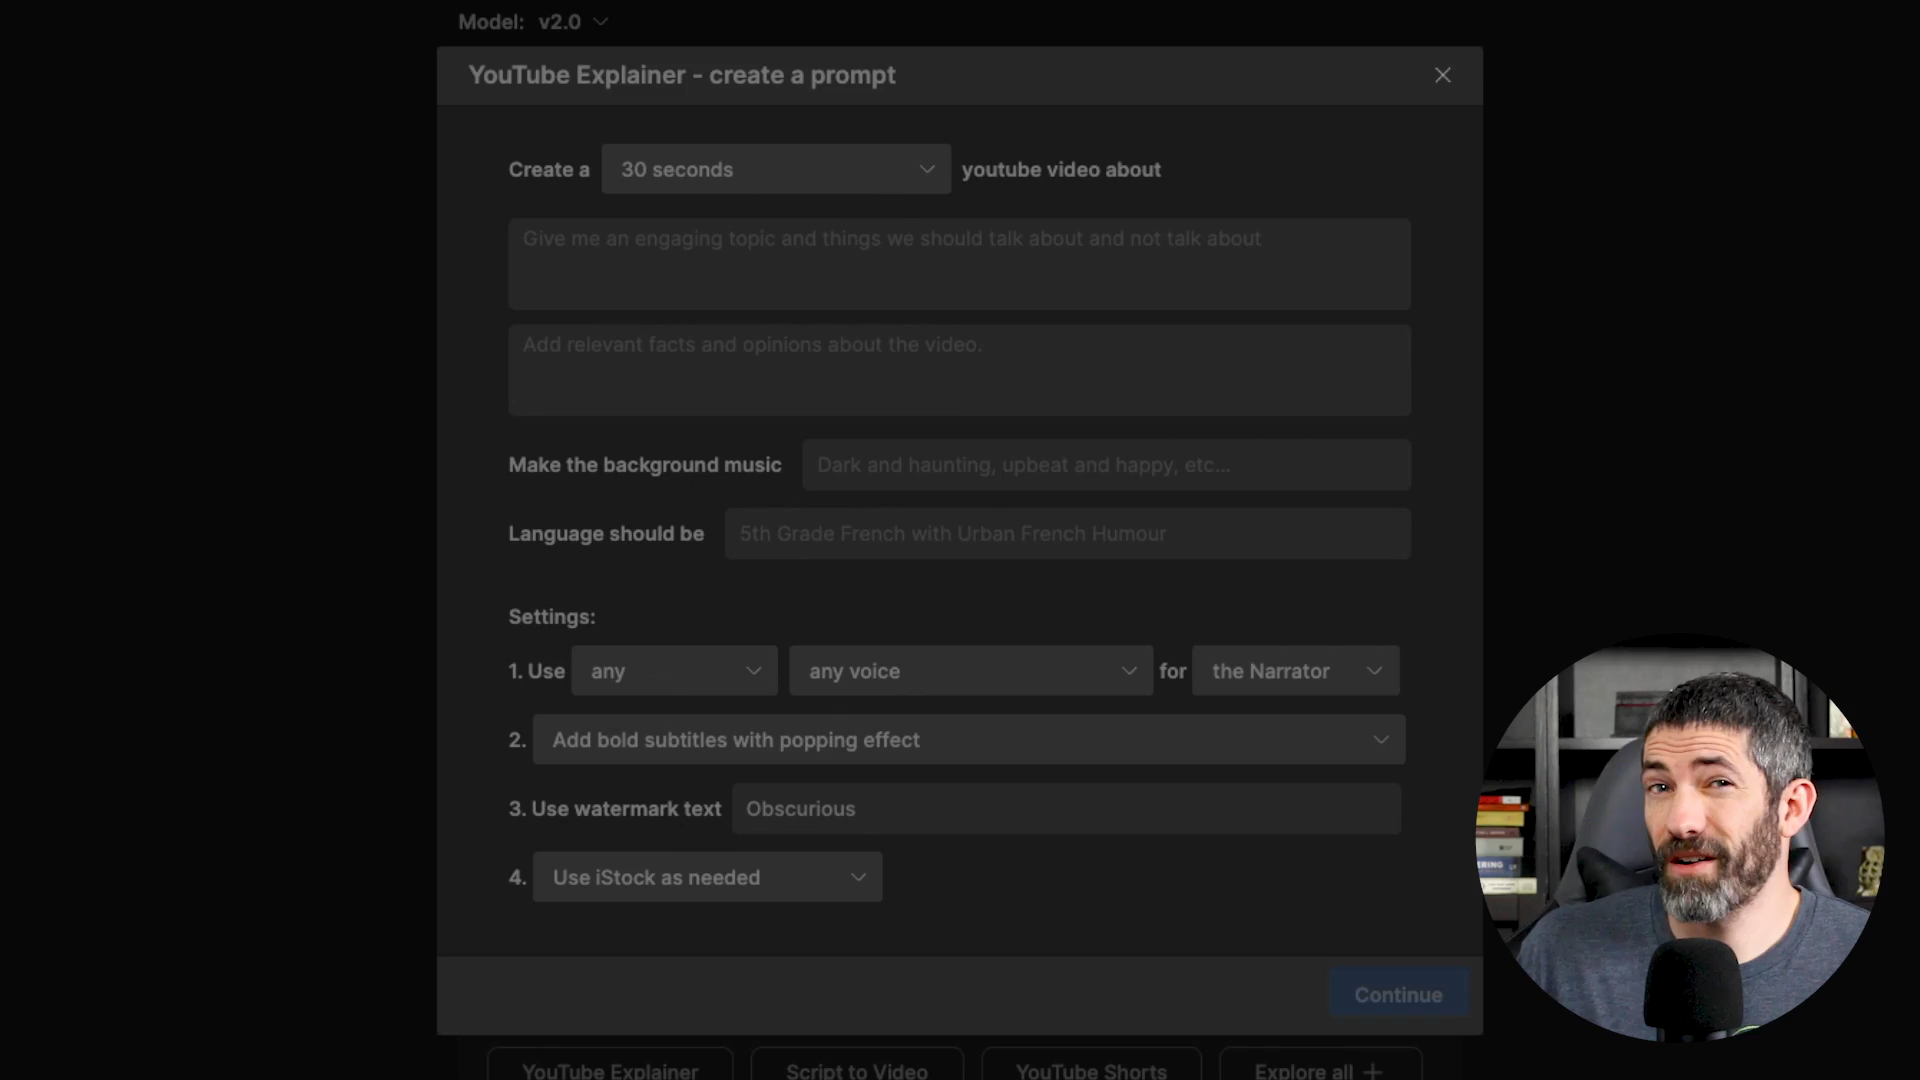 Model: v2.0
YouTube Explainer - create a prompt
Create a 30 seconds youtube video about
Give me an engaging topic and things we should talk about and not talk about
Add relevant facts and opinions about the video.
Make the background music Dark and haunting, upbeat and happy, etc...
Language should be 5th Grade French with Urban French Humour
Settings:
1. Use any any voice for the Narrator
2. Add bold subtitles with popping effect
3. Use watermark text Obscurious
4. Use iStock as needed
Continue
YouTube Explainer Script to Video YouTube Shorts Explore all +